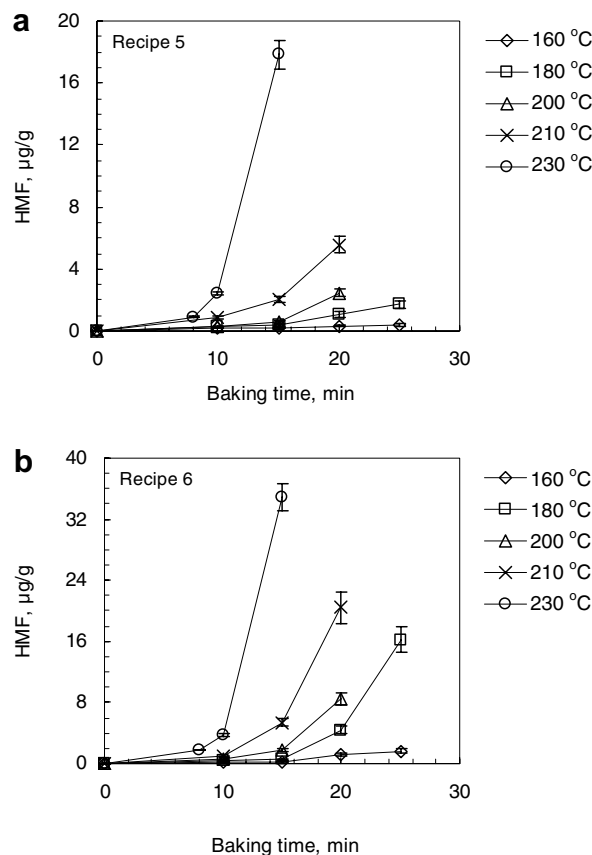 a
Recipe 5
20
16
12
8
4
0
HMF, µg/g
0 10 20 30
Baking time, min
160 °C
180 °C
200 °C
210 °C
230 °C
b
Recipe 6
40
32
24
16
8
0
HMF, µg/g
0 10 20 30
Baking time, min
160 °C
180 °C
200 °C
210 °C
230 °C